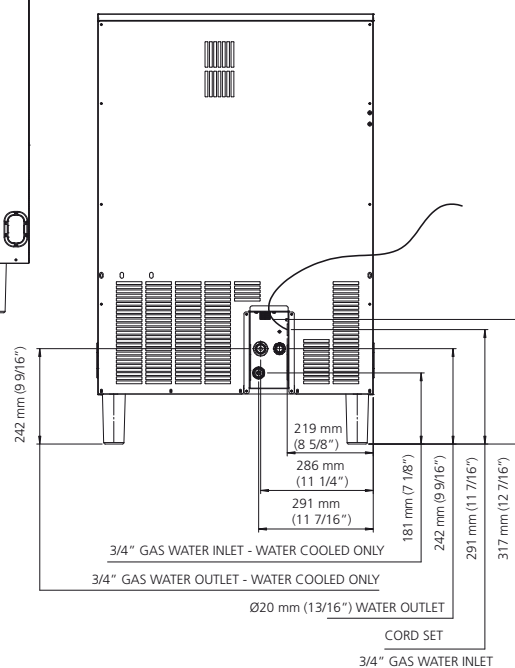 242 mm (9 9/16”)
219 mm
(8 5/8”)
286 mm
(11 1/4”)
291 mm
(11 7/16”)
181 mm (7 1/8”)
242 mm (9 9/16”)
291 mm (11 7/16”)
317 mm (12 7/16”)
3/4” GAS WATER INLET - WATER COOLED ONLY
3/4” GAS WATER OUTLET - WATER COOLED ONLY
Ø20 mm (13/16”) WATER OUTLET
CORD SET
3/4” GAS WATER INLET